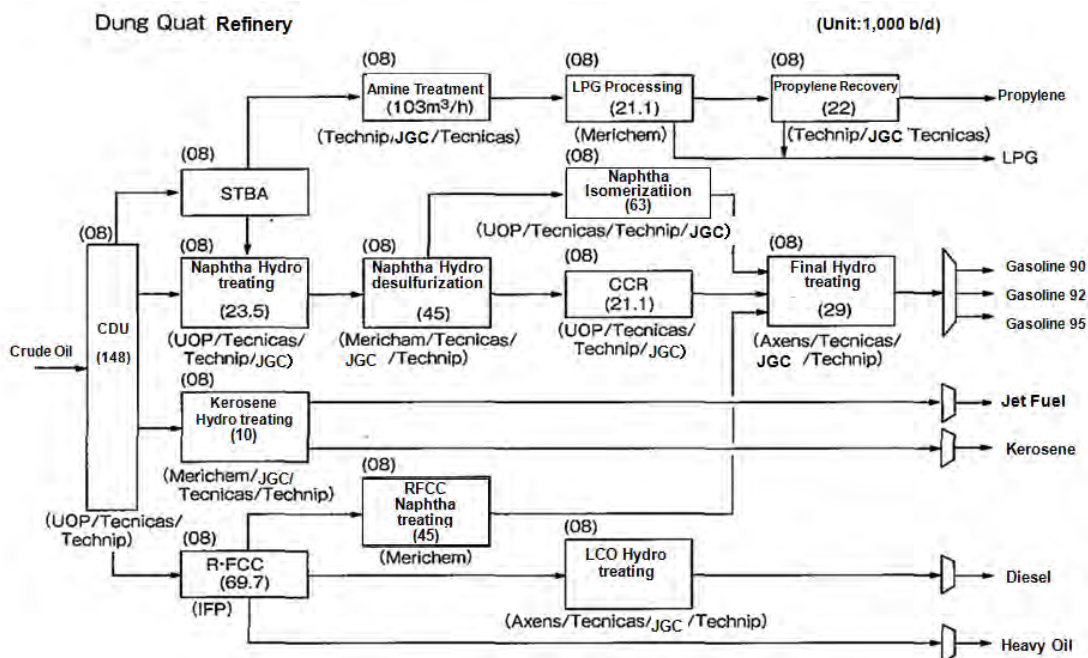 Dung Quat Refinery
(Unit:1,000 b/d)
(08)
Amine Treatment
(103m³/h)
(Technip/JGC/Tecnicas)
(08)
LPG Processing
(21.1)
(Merichem)
(08)
Propylene Recovery
(22)
(Technip/JGC Tecnicas)
Propylene
LPG
(08)
STBA
(08)
Naphtha
Isomerizatiion
(63)
(UOP/Tecnicas/Technip/JGC)
(08)
CDU
(148)
Crude Oil
(UOP/Tecnicas/
Technip)
(08)
Naphtha Hydro
treating
(23.5)
(UOP/Tecnicas/
Technip/JGC)
(08)
Naphtha Hydro
desulfurization
(45)
(Mericham/Tecnicas/
JGC /Technip)
(08)
CCR
(21.1)
(UOP/Tecnicas/
Technip/JGC)
(08)
Final Hydro
treating
(29)
(Axens/Tecnicas/
JGC /Technip)
Gasoline 90
Gasoline 92
Gasoline 95
(08)
Kerosene
Hydro treating
(10)
(Merichem/JGC/
Tecnicas/Technip)
Jet Fuel
Kerosene
(08)
RFCC
Naphtha
treating
(45)
(Merichem)
(08)
R-FCC
(69.7)
(IFP)
(08)
LCO Hydro
treating
(Axens/Tecnicas/JGC/Technip)
Diesel
Heavy Oil